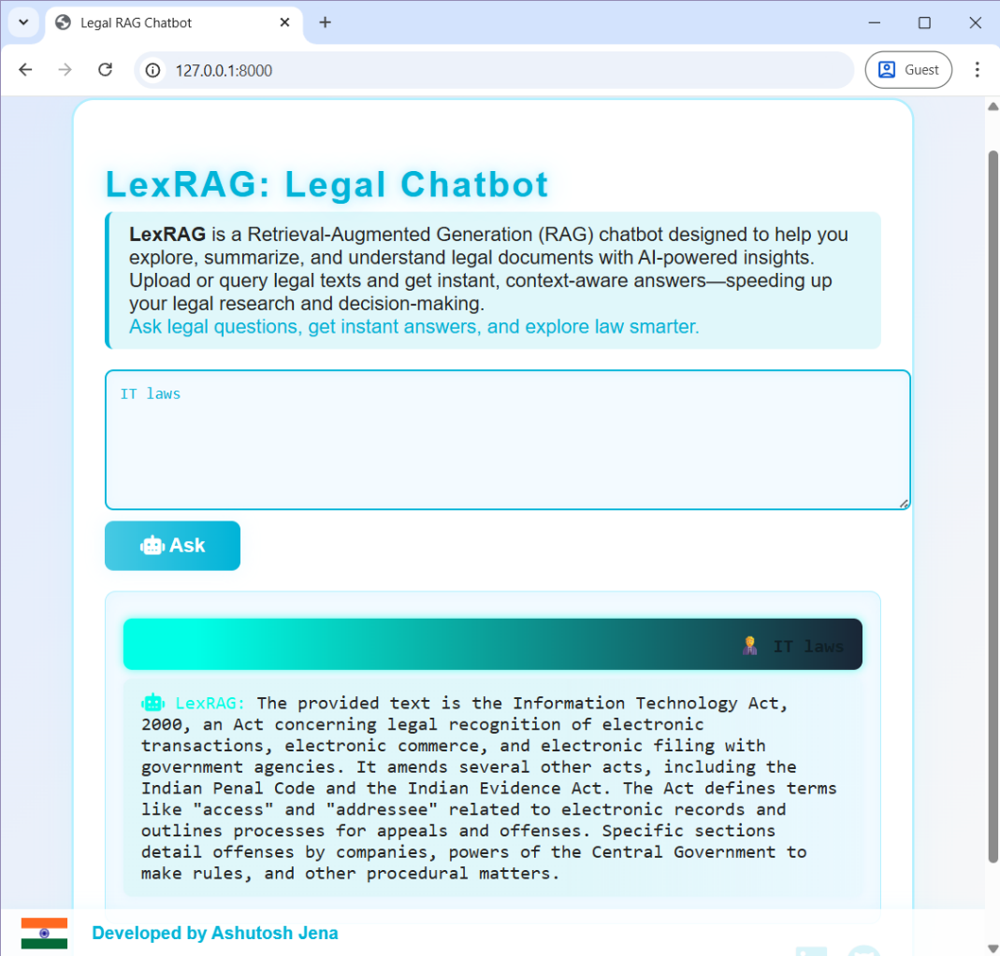 Legal RAG Chatbot
127.0.0.1:8000
Guest
LexRAG: Legal Chatbot
LexRAG is a Retrieval-Augmented Generation (RAG) chatbot designed to help you
explore, summarize, and understand legal documents with AI-powered insights.
Upload or query legal texts and get instant, context-aware answers—speeding up
your legal research and decision-making.
Ask legal questions, get instant answers, and explore law smarter.
IT laws
Ask
IT laws
LexRAG: The provided text is the Information Technology Act,
2000, an Act concerning legal recognition of electronic
transactions, electronic commerce, and electronic filing with
government agencies. It amends several other acts, including the
Indian Penal Code and the Indian Evidence Act. The Act defines terms
like "access" and "addressee" related to electronic records and
outlines processes for appeals and offenses. Specific sections
detail offenses by companies, powers of the Central Government to
make rules, and other procedural matters.
Developed by Ashutosh Jena